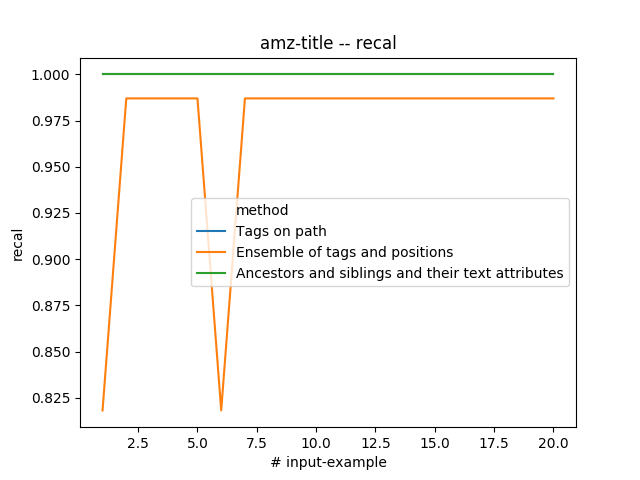 amz-title -- recal
1.000
0.975
0.950
0.925
0.900
0.875
0.850
0.825
recal
method
Tags on path
Ensemble of tags and positions
Ancestors and siblings and their text attributes
2.5 5.0 7.5 10.0 12.5 15.0 17.5 20.0
# input-example